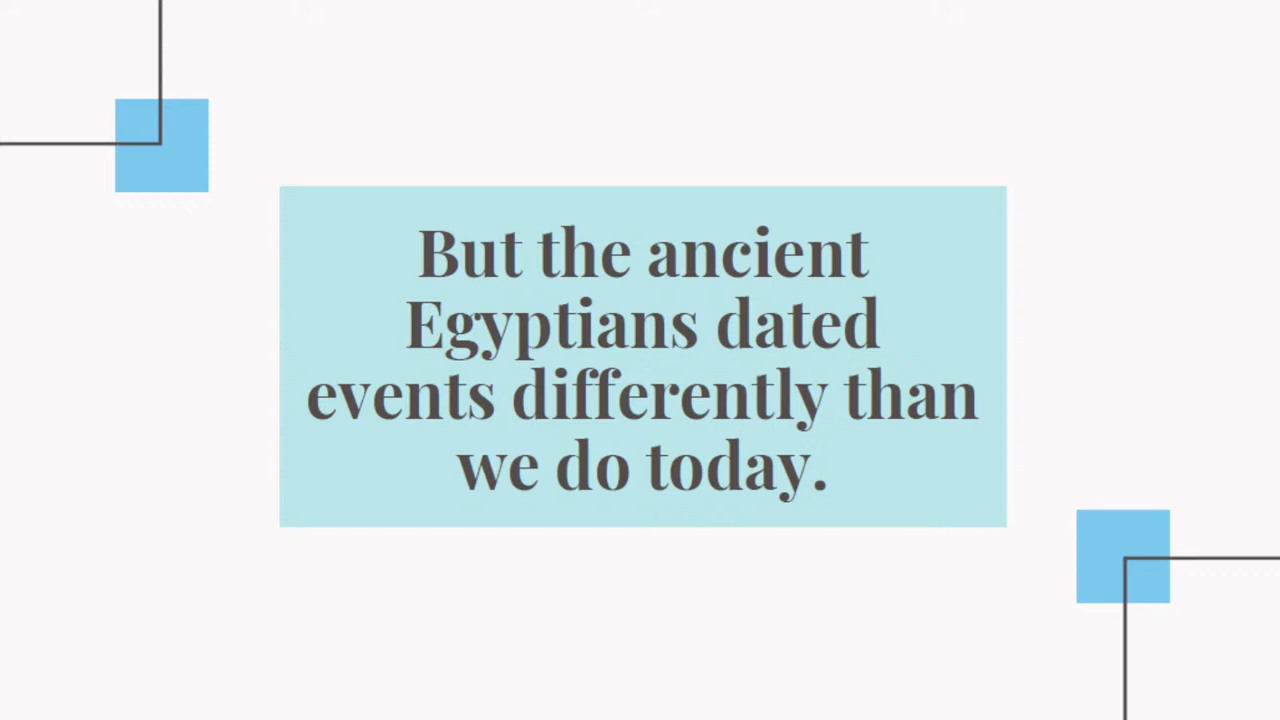 But the ancient
Egyptians dated
events differently than
we do today.